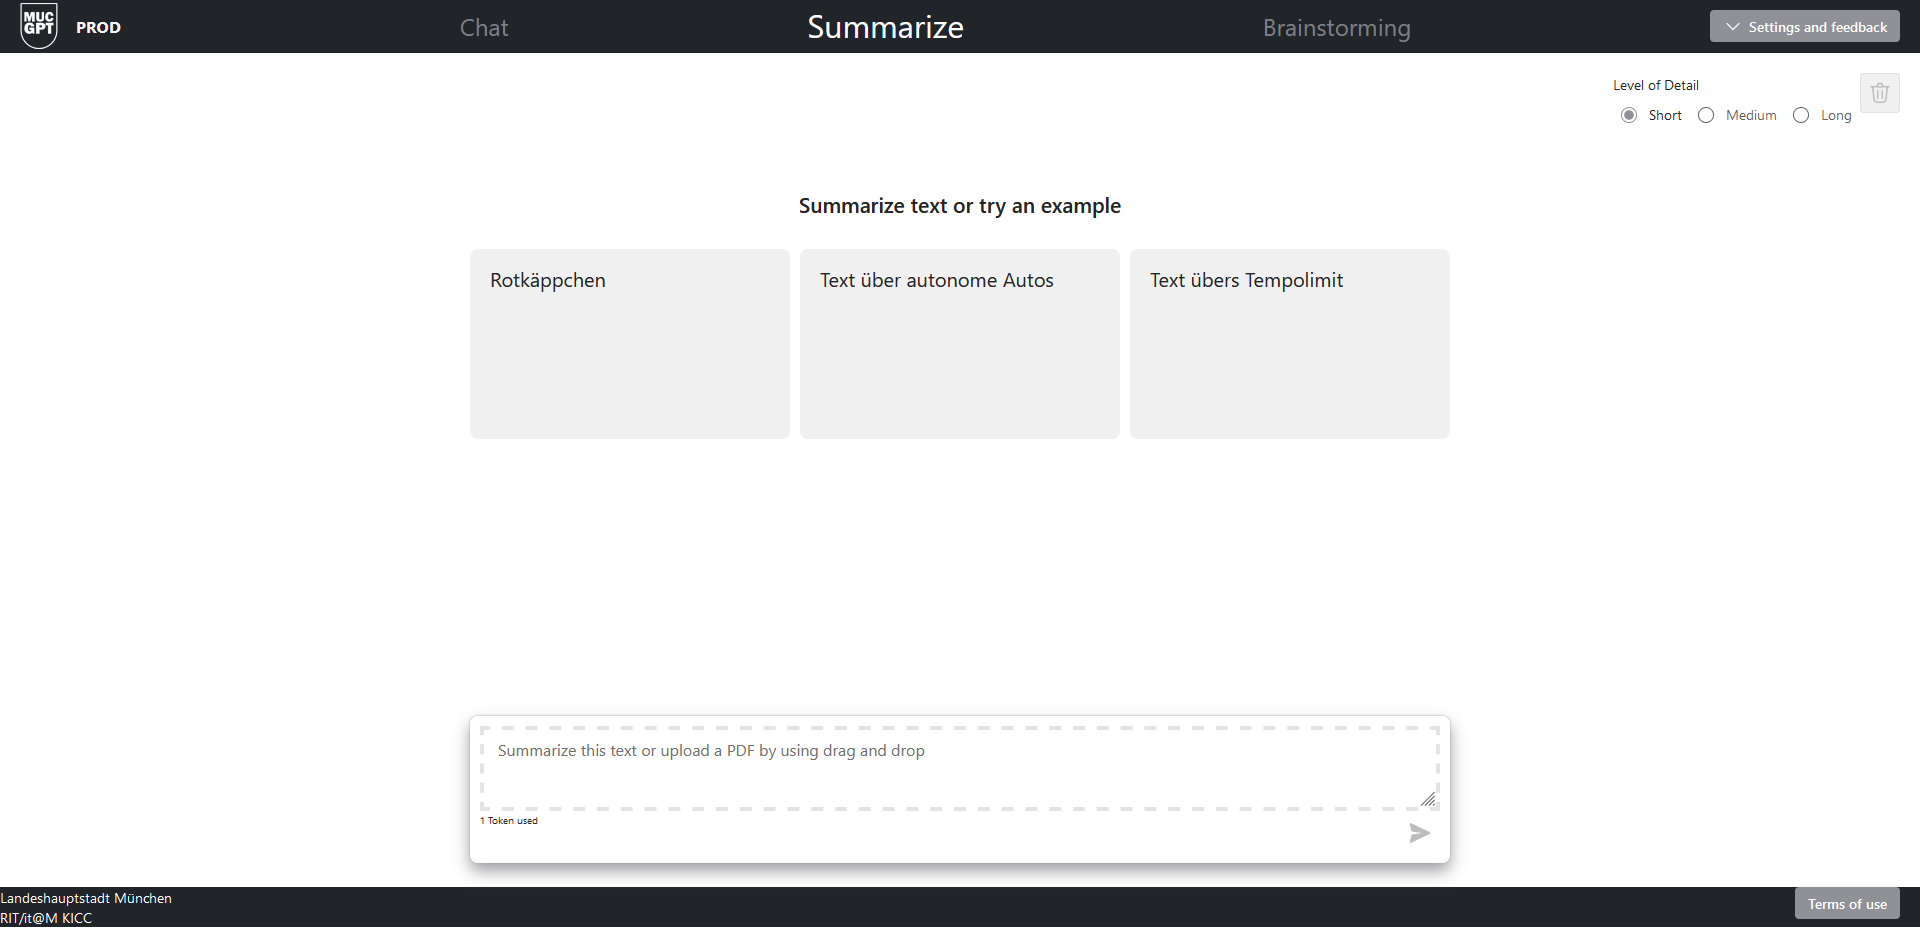 MUC
GPT
PROD
Chat
Summarize
Brainstorming
Settings and feedback
Level of Detail
Short
Medium
Long
Summarize text or try an example
Rotkäppchen
Text über autonome Autos
Text übers Tempolimit
Summarize this text or upload a PDF by using drag and drop
1 Token used
Landeshauptstadt München
RIT/it@M KICC
Terms of use